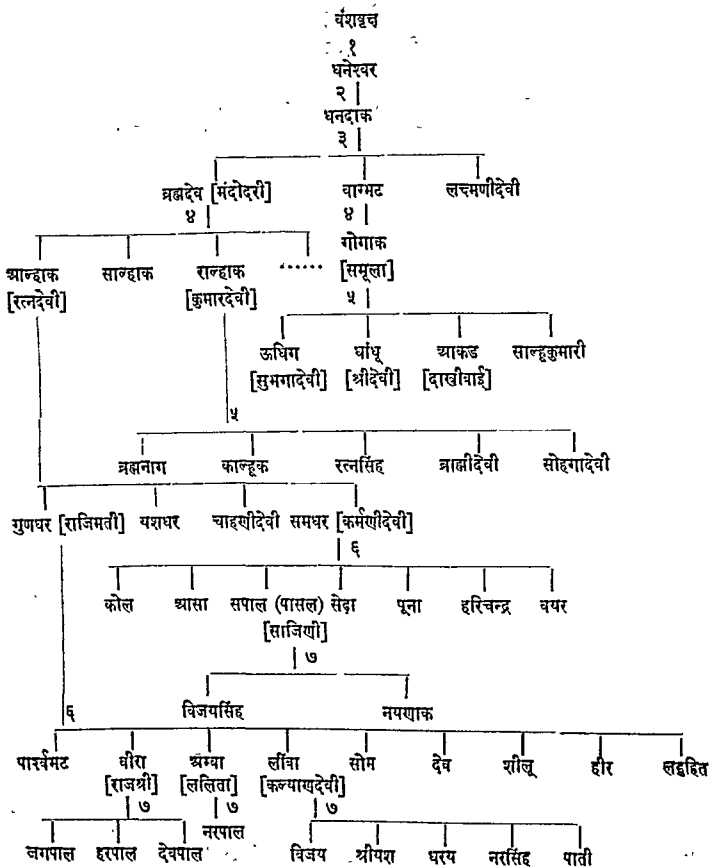 वंशवृक्ष
१
धनेश्वर
२
धनदाक
३
ब्रह्मदेव [मंदोदरी] वाग्भट लक्ष्मणीदेवी
४ ४
आल्हाक साल्हाक राल्हाक ...... गोगाक
[रत्नदेवी] [कुमारदेवी] [समूला]
५
ऊधिग धांधू आकड साल्हकुमारी
[सुभगादेवी] [श्रीदेवी] [दाखीबाई]
५
ब्रह्मनाग काल्हूक रत्नसिंह ब्राह्मीदेवी सोहगादेवी
गुणधर [राजिमती] यशधर चाहणीदेवी समधर [कर्मणीदेवी]
६
कोल आसा सपाल (पासल) सेढ़ा पूना हरिचन्द्र वयर
[साजिणी]
७
विजयसिंह नयणाक
६
पार्श्वभट वीरा अम्बा लींबा सोम देव शीलू हीर
[राजश्री] [ललिता] [कल्याणदेवी]
७ ७ ७
नरपाल
जगपाल हरपाल देवपाल विजय श्रीयश धरय नरसिंह पाती